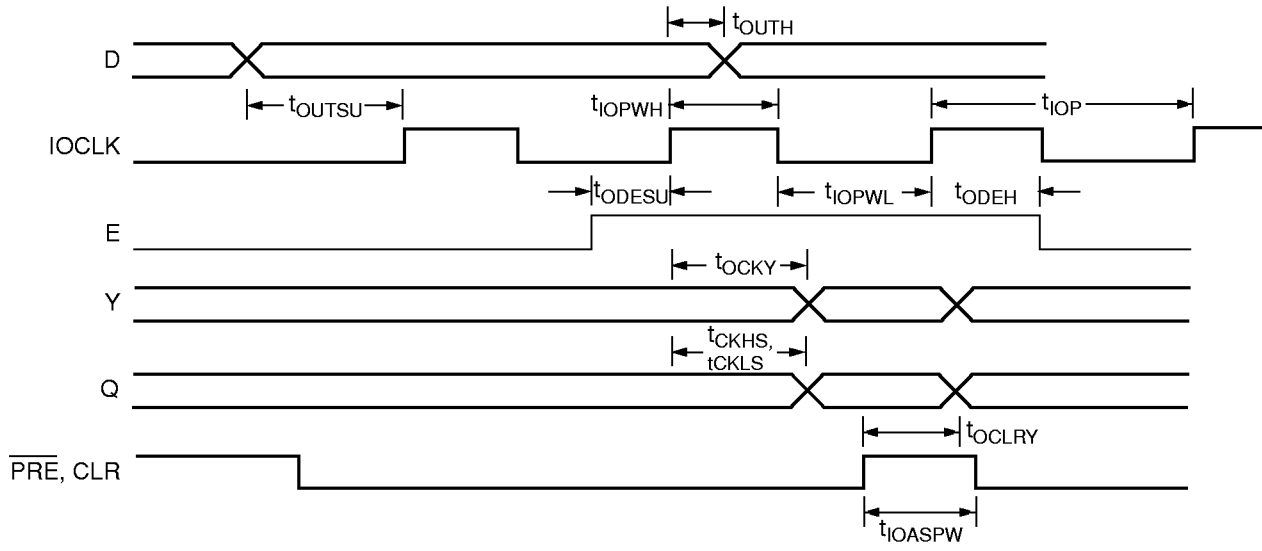 tOUTH
D
tOUTSU
tIOPWH
tIOP
IOCLK
tODESU
tIOPWL
tODEH
E
tOCKY
Y
tCKHS,
tCKLS
Q
tOCLRY
PRE, CLR
tIOASPW